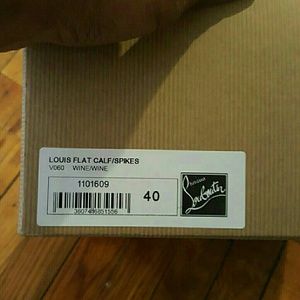 LOUIS FLAT CALF/SPIKES
V060 WINE/WINE
1101609
40
Christian
Louboutin